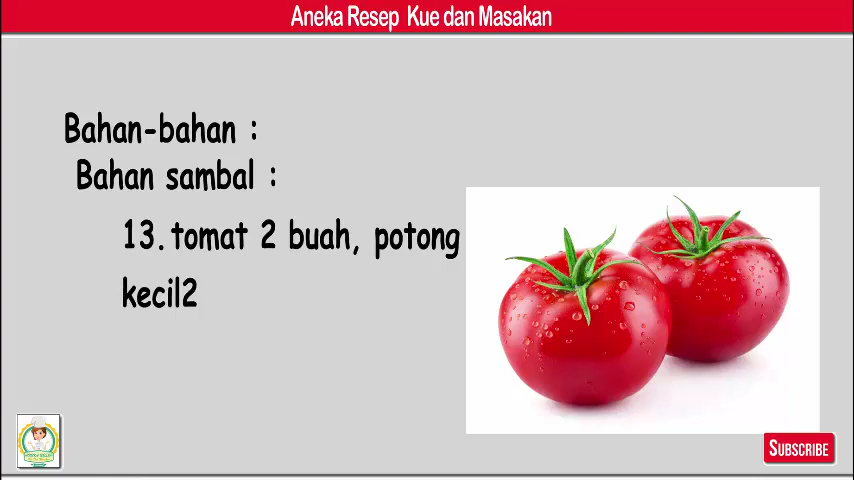 Aneka Resep Kue dan Masakan
Bahan-bahan :
Bahan sambal :
13. tomat 2 buah, potong
kecil2
SUBSCRIBE